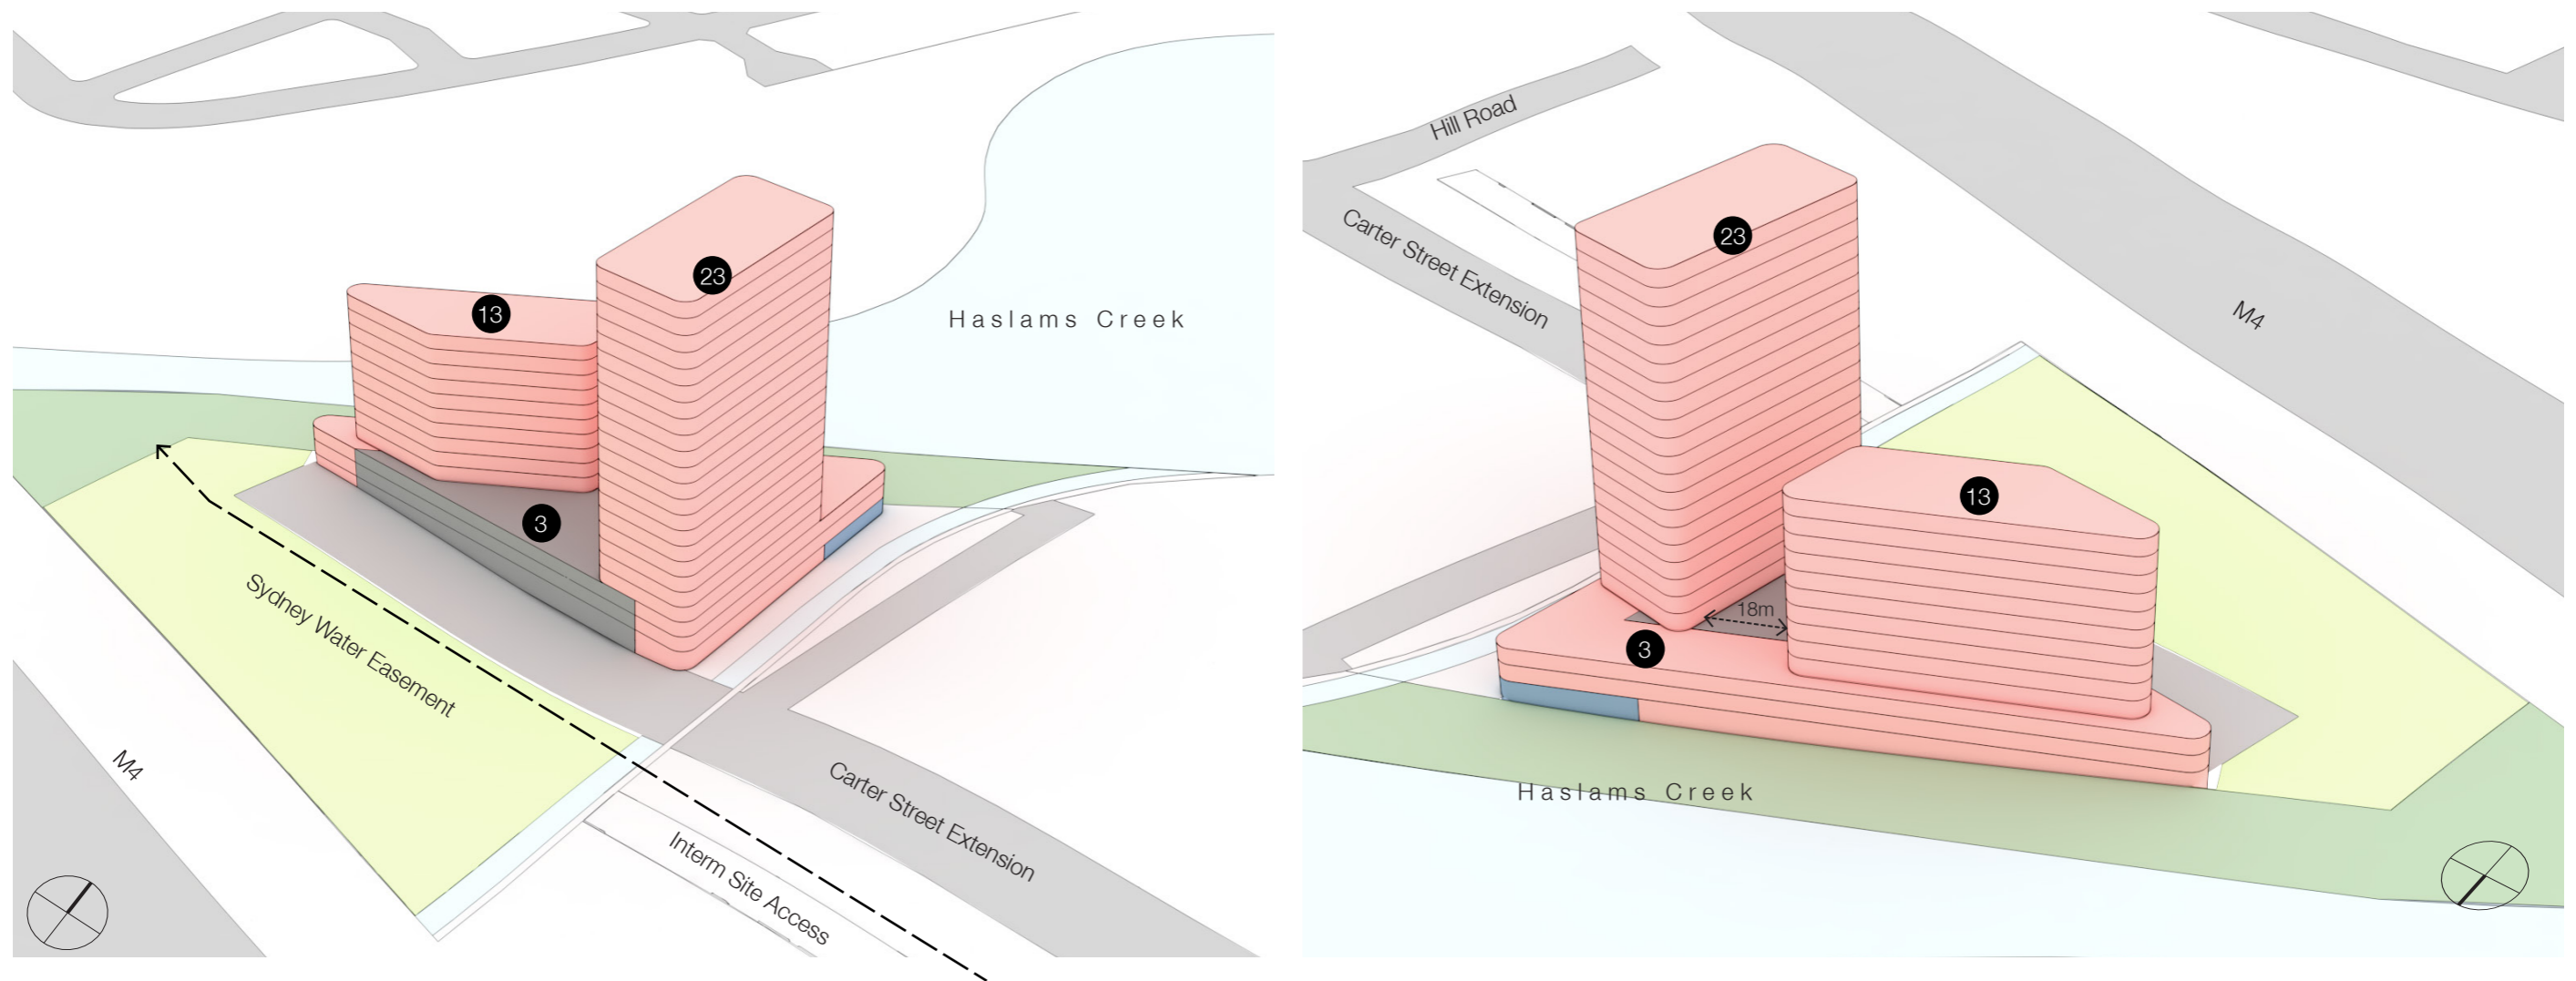 23
13
Haslams Creek
3
Sydney Water Easement
M4
Carter Street Extension
Interm Site Access
Hill Road
23
Carter Street Extension
M4
13
18m
3
Haslams Creek